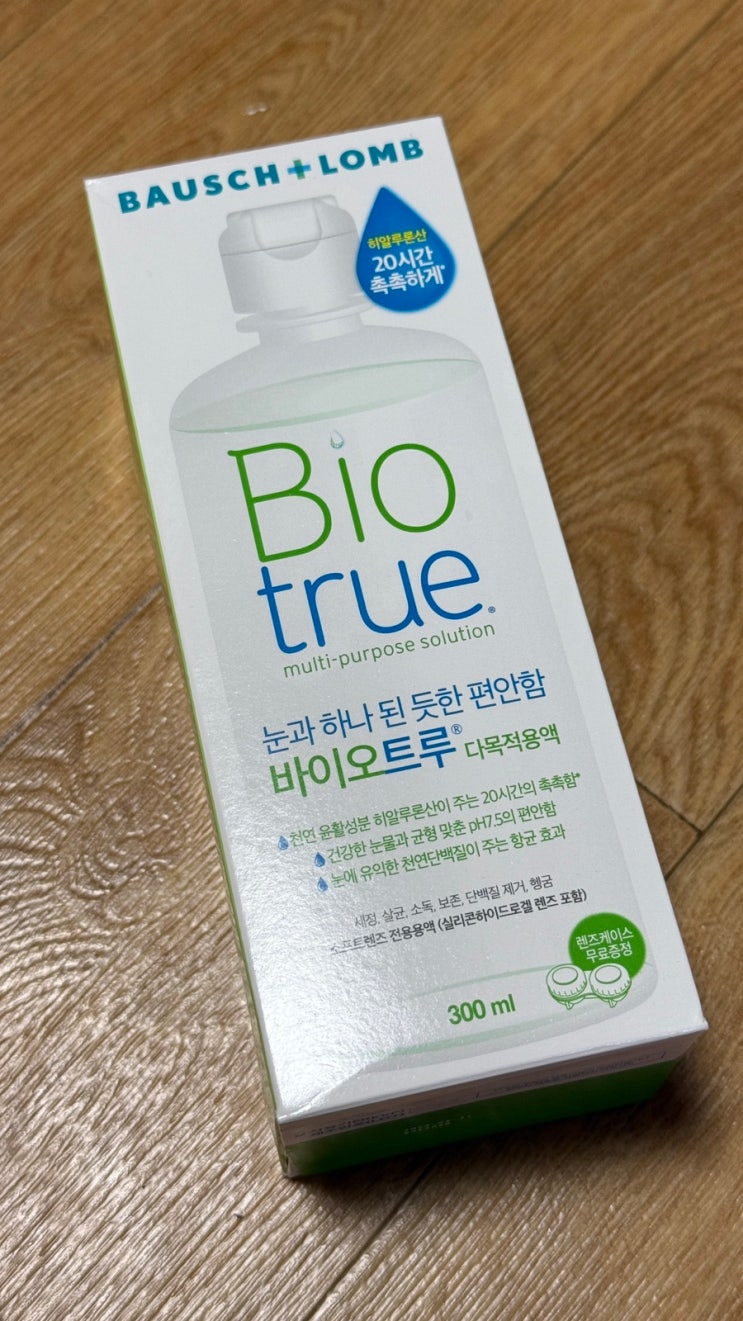 BAUSCH + LOMB
히알루론산
20시간
촉촉하게*
Bio
true®
multi-purpose solution
눈과 하나 된 듯한 편안함
바이오트루® 다목적용액
천연 윤활성분 히알루론산이 주는 20시간의 촉촉함*
건강한 눈물과 균형 맞춘 pH7.5의 편안함
눈에 유익한 천연단백질이 주는 항균 효과
세정, 살균, 소독, 보존, 단백질 제거, 헹굼
소프트렌즈 전용용액 (실리콘하이드로겔 렌즈 포함)
렌즈케이스
무료증정
300 ml